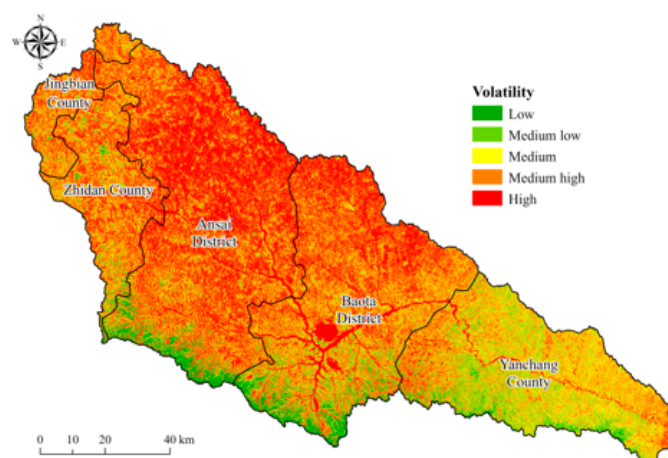 N
W E
S
Jingbian
County
Zhidan County
Ansai
District
Baota
District
Yanchang
County
Volatility
Low
Medium low
Medium
Medium high
High
0 10 20 40 km